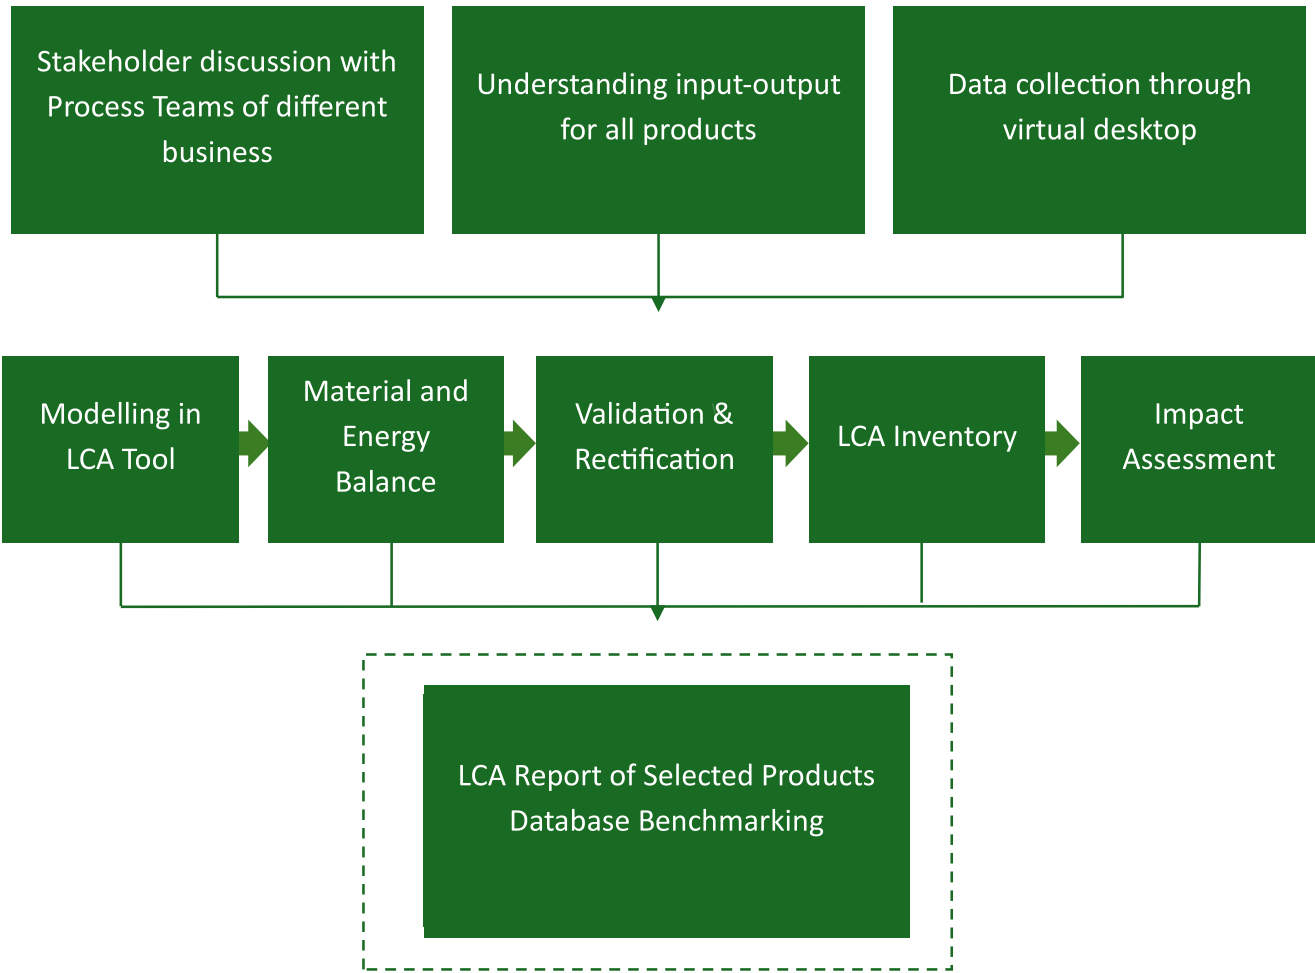 Stakeholder discussion with
Process Teams of different
business
Understanding input-output
for all products
Data collection through
virtual desktop
Modelling in
LCA Tool
Material and
Energy
Balance
Validation &
Rectification
LCA Inventory
Impact
Assessment
LCA Report of Selected Products
Database Benchmarking